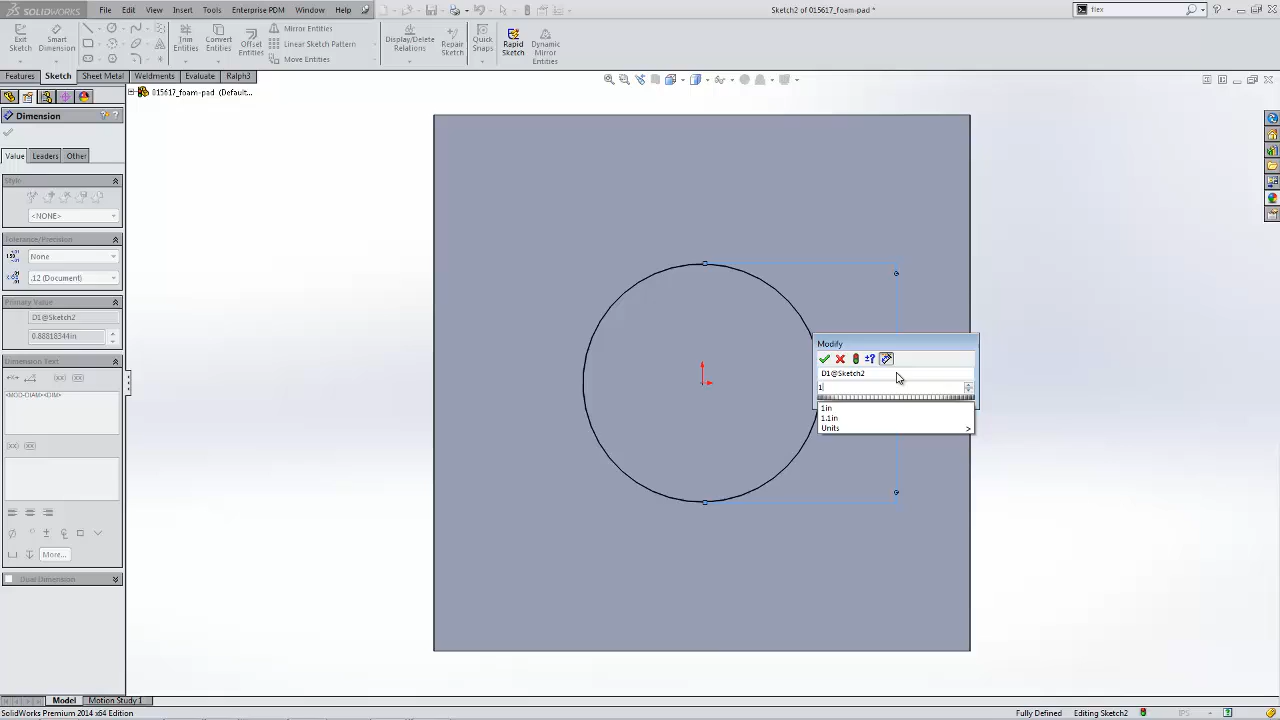 SOLIDWORKS File Edit View Insert Tools Enterprise PDM Window Help Sketch2 of 015617_foam-pad * flex
Exit Sketch Smart Dimension Trim Entities Convert Entities Offset Entities Mirror Entities Linear Sketch Pattern Move Entities Display/Delete Relations Repair Sketch Quick Snaps Rapid Sketch Dynamic Mirror Entities
Features Sketch Sheet Metal Weldments Evaluate Ralph3
015617_foam-pad (Default...
Dimension
Value Leaders Other
Style
<NONE>
Tolerance/Precision
None
.12 (Document)
Primary Value
D1@Sketch2
0.88818344in
Dimension Text
<MOD-DIAM><DIM>
More...
Dual Dimension
Modify
D1@Sketch2
1
1in
1.1in
Units >
Model Motion Study 1
SolidWorks Premium 2014 x64 Edition Fully Defined Editing Sketch2 IPS